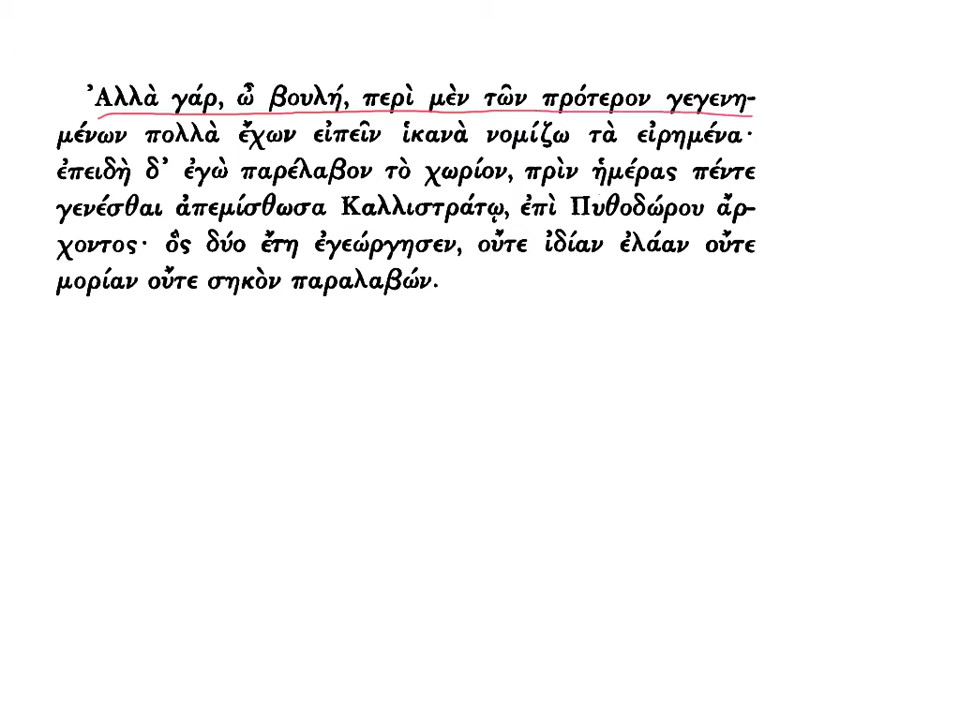 Ἀλλὰ γάρ, ὦ βουλή, περὶ μὲν τῶν πρότερον γεγενη-
μένων πολλὰ ἔχων εἰπεῖν ἱκανὰ νομίζω τὰ εἰρημένα·
ἐπειδὴ δ’ ἐγὼ παρέλαβον τὸ χωρίον, πρὶν ἡμέρας πέντε
γενέσθαι ἀπεμίσθωσα Καλλιστράτῳ, ἐπὶ Πυθοδώρου ἄρ-
χοντος· ὃς δύο ἔτη ἐγεώργησεν, οὔτε ἰδίαν ἐλάαν οὔτε
μορίαν οὔτε σηκὸν παραλαβών.